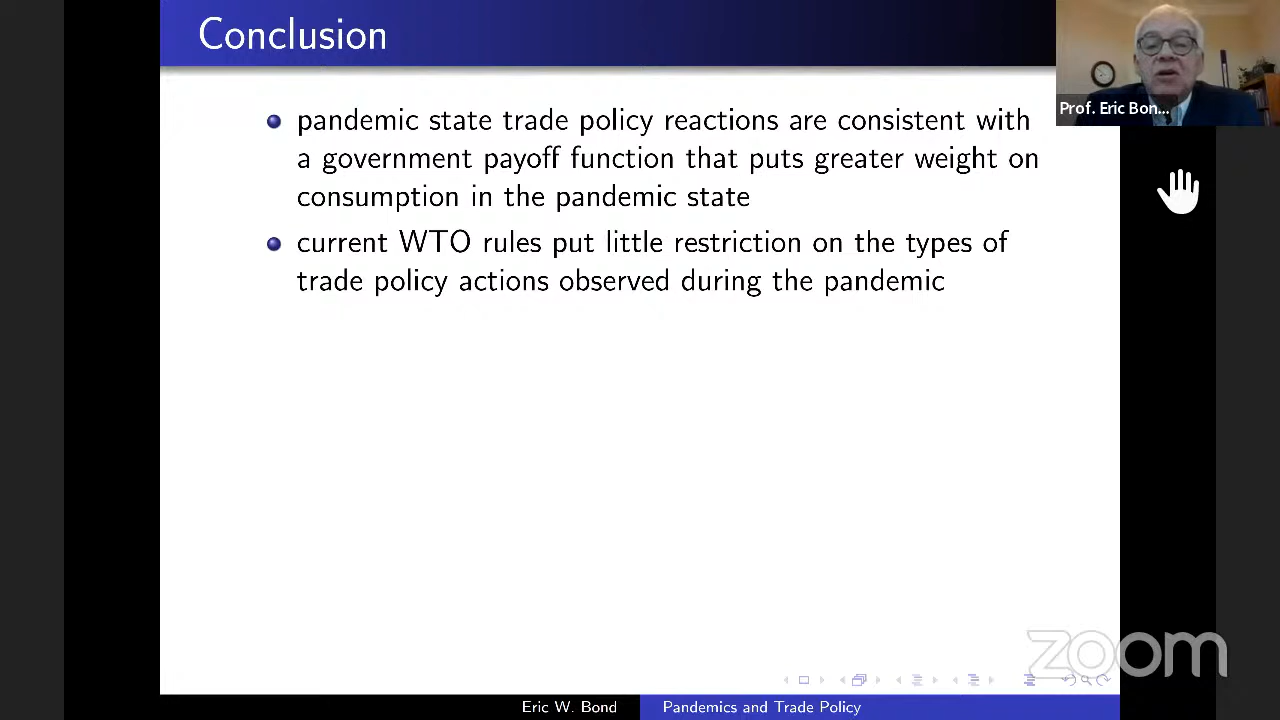 Conclusion
Prof. Eric Bon...
pandemic state trade policy reactions are consistent with
a government payoff function that puts greater weight on
consumption in the pandemic state
current WTO rules put little restriction on the types of
trade policy actions observed during the pandemic
zoom
Eric W. Bond
Pandemics and Trade Policy